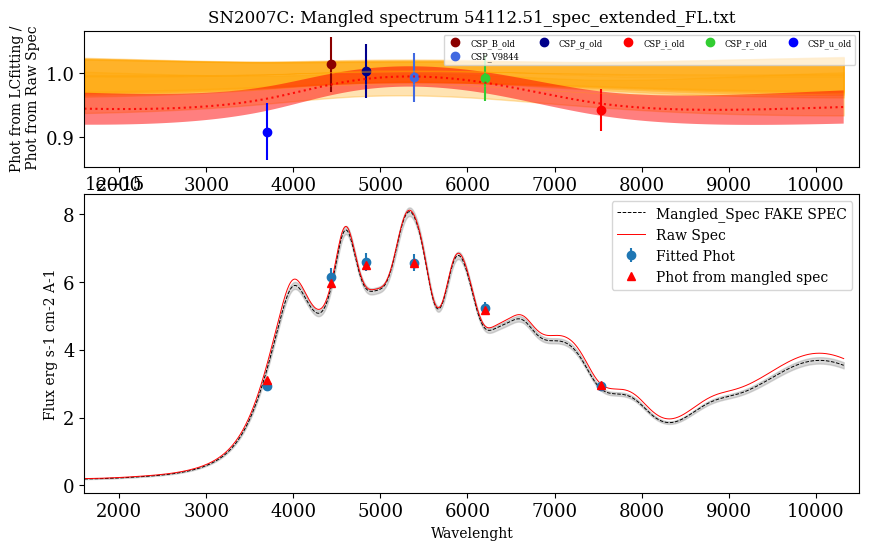 SN2007C: Mangled spectrum 54112.51_spec_extended_FL.txt
Phot from LCfitting /
Phot from Raw Spec
1.0
0.9
CSP_B_old CSP_g_old CSP_i_old CSP_r_old CSP_u_old
CSP_V9844
2000 3000 4000 5000 6000 7000 8000 9000 10000
1e−15
Flux erg s-1 cm-2 A-1
8
6
4
2
0
Mangled_Spec FAKE SPEC
Raw Spec
Fitted Phot
Phot from mangled spec
2000 3000 4000 5000 6000 7000 8000 9000 10000
Wavelenght